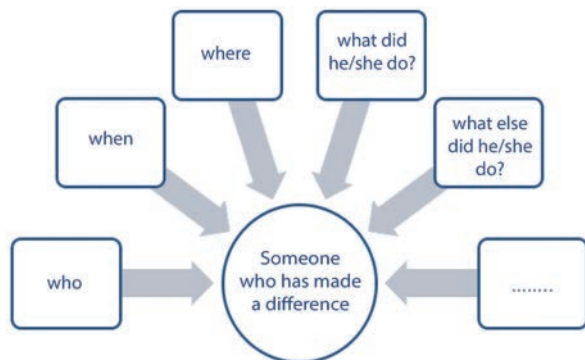 who
when
where
what did
he/she do?
what else
did he/she
do?
........
Someone
who has made
a difference